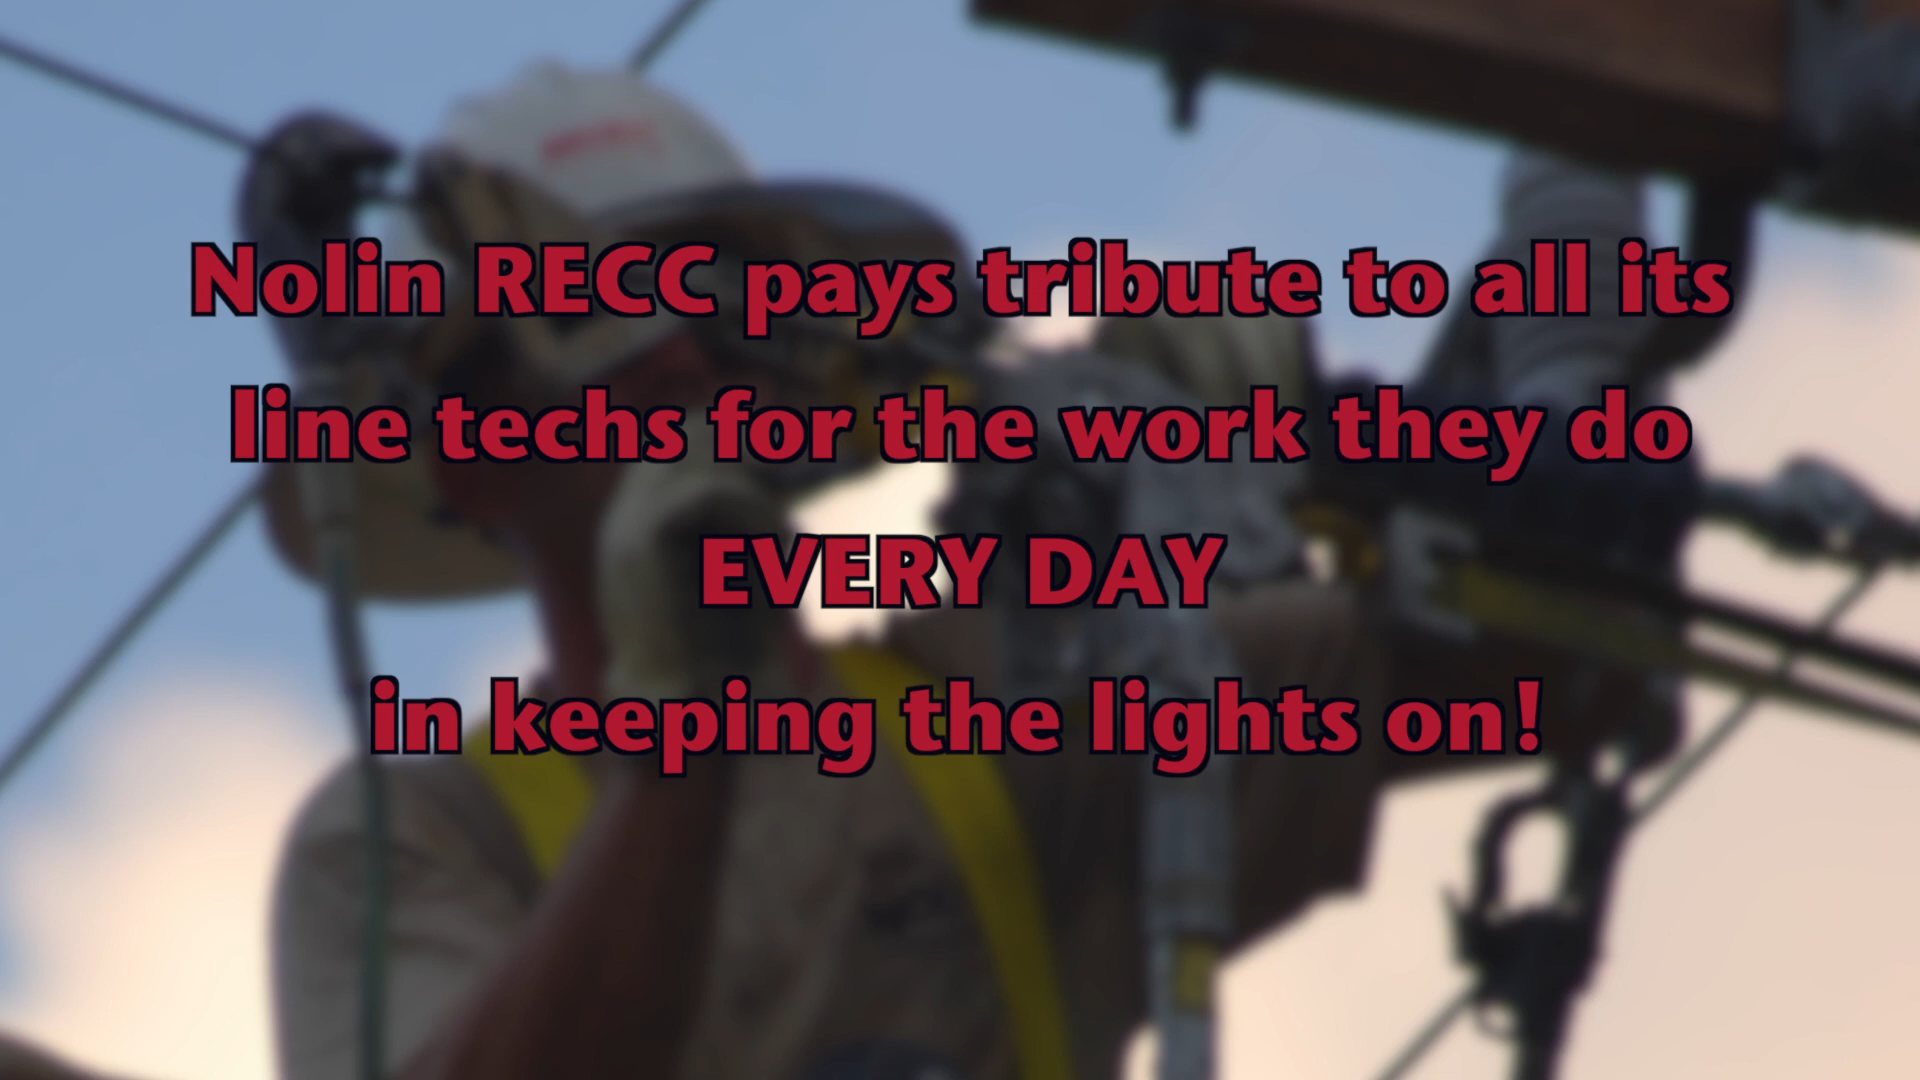 Nolin RECC pays tribute to all its
line techs for the work they do
EVERY DAY
in keeping the lights on!